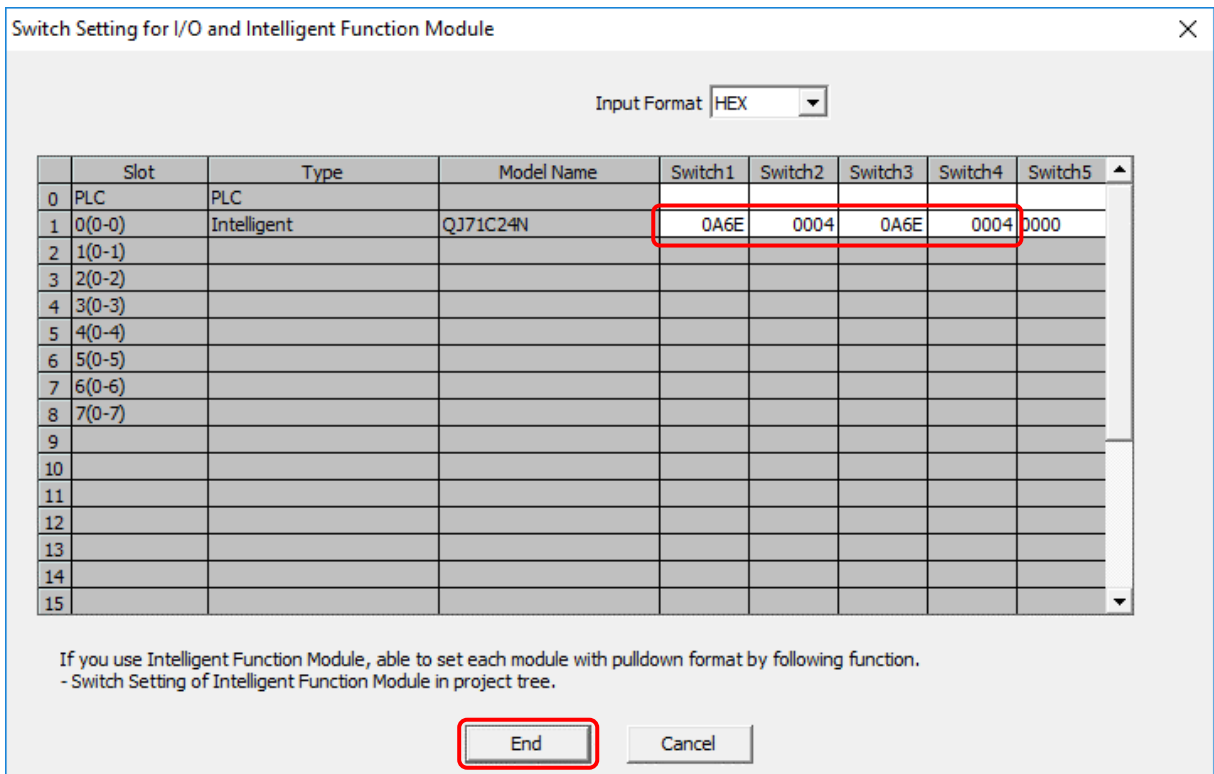 Switch Setting for I/O and Intelligent Function Module
Input Format HEX
Slot Type Model Name Switch1 Switch2 Switch3 Switch4 Switch5
0 PLC PLC
1 0(0-0) Intelligent QJ71C24N 0A6E 0004 0A6E 0004 0000
2 1(0-1)
3 2(0-2)
4 3(0-3)
5 4(0-4)
6 5(0-5)
7 6(0-6)
8 7(0-7)
9
10
11
12
13
14
15
If you use Intelligent Function Module, able to set each module with pulldown format by following function.
- Switch Setting of Intelligent Function Module in project tree.
End Cancel